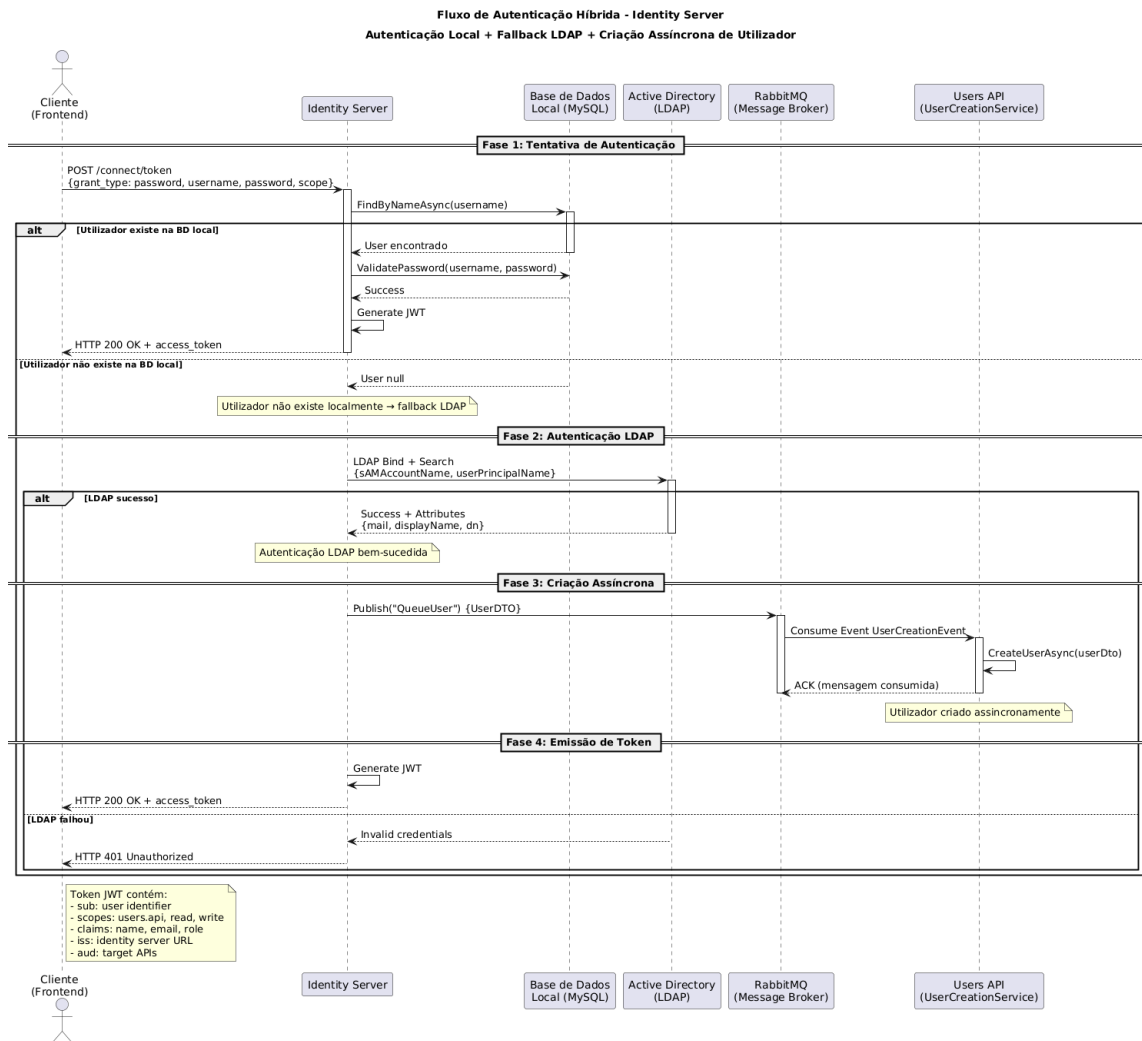 Fluxo de Autenticação Híbrida - Identity Server
Autenticação Local + Fallback LDAP + Criação Assíncrona de Utilizador
Cliente
(Frontend)
Identity Server
Base de Dados
Local (MySQL)
Active Directory
(LDAP)
RabbitMQ
(Message Broker)
Users API
(UserCreationService)
Fase 1: Tentativa de Autenticação
POST /connect/token
{grant_type: password, username, password, scope}
FindByNameAsync(username)
alt [Utilizador existe na BD local]
User encontrado
ValidatePassword(username, password)
Success
Generate JWT
HTTP 200 OK + access_token
[Utilizador não existe na BD local]
User null
Utilizador não existe localmente → fallback LDAP
Fase 2: Autenticação LDAP
LDAP Bind + Search
{sAMAccountName, userPrincipalName}
alt [LDAP sucesso]
Success + Attributes
{mail, displayName, dn}
Autenticação LDAP bem-sucedida
Fase 3: Criação Assíncrona
Publish("QueueUser") {UserDTO}
Consume Event UserCreationEvent
CreateUserAsync(userDto)
ACK (mensagem consumida)
Utilizador criado assincronamente
Fase 4: Emissão de Token
Generate JWT
HTTP 200 OK + access_token
[LDAP falhou]
Invalid credentials
HTTP 401 Unauthorized
Token JWT contém:
- sub: user identifier
- scopes: users.api, read, write
- claims: name, email, role
- iss: identity server URL
- aud: target APIs
Cliente
(Frontend)
Identity Server
Base de Dados
Local (MySQL)
Active Directory
(LDAP)
RabbitMQ
(Message Broker)
Users API
(UserCreationService)